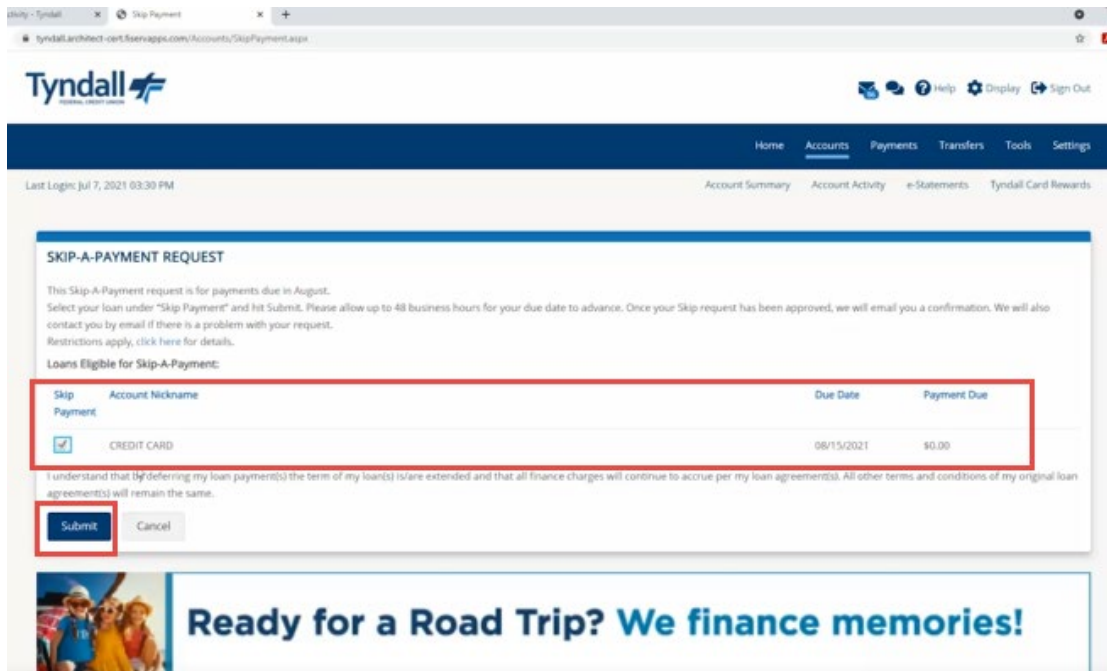 ctivity - Tyndall Skip Payment
tyndall.architect-cert.fiservapps.com/Accounts/SkipPayment.aspx
Tyndall
FEDERAL CREDIT UNION
Help Display Sign Out
Home Accounts Payments Transfers Tools Settings
Last Login: Jul 7, 2021 03:30 PM
Account Summary Account Activity e-Statements Tyndall Card Rewards
SKIP-A-PAYMENT REQUEST
This Skip-A-Payment request is for payments due in August.
Select your loan under "Skip Payment" and hit Submit. Please allow up to 48 business hours for your due date to advance. Once your Skip request has been approved, we will email you a confirmation. We will also
contact you by email if there is a problem with your request.
Restrictions apply, click here for details.
Loans Eligible for Skip-A-Payment:
Skip Payment Account Nickname Due Date Payment Due
CREDIT CARD 08/15/2021 $0.00
I understand that by deferring my loan payment(s) the term of my loan(s) is/are extended and that all finance charges will continue to accrue per my loan agreement(s). All other terms and conditions of my original loan
agreement(s) will remain the same.
Submit Cancel
Ready for a Road Trip? We finance memories!